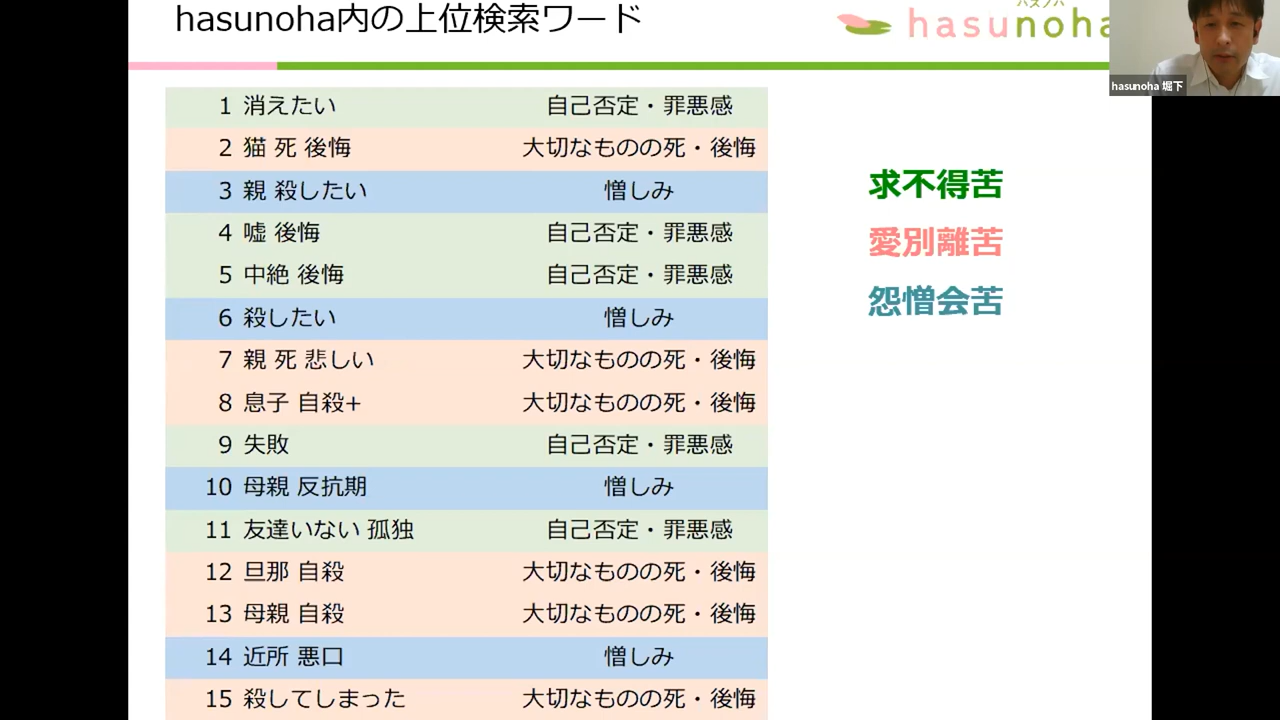 hasunoha内の上位検索ワード
ハスノハ
hasunoha
hasunoha 堀下
1 消えたい 自己否定・罪悪感
2 猫 死 後悔 大切なものの死・後悔
3 親 殺したい 憎しみ
4 嘘 後悔 自己否定・罪悪感
5 中絶 後悔 自己否定・罪悪感
6 殺したい 憎しみ
7 親 死 悲しい 大切なものの死・後悔
8 息子 自殺+ 大切なものの死・後悔
9 失敗 自己否定・罪悪感
10 母親 反抗期 憎しみ
11 友達いない 孤独 自己否定・罪悪感
12 旦那 自殺 大切なものの死・後悔
13 母親 自殺 大切なものの死・後悔
14 近所 悪口 憎しみ
15 殺してしまった 大切なものの死・後悔
求不得苦
愛別離苦
怨憎会苦